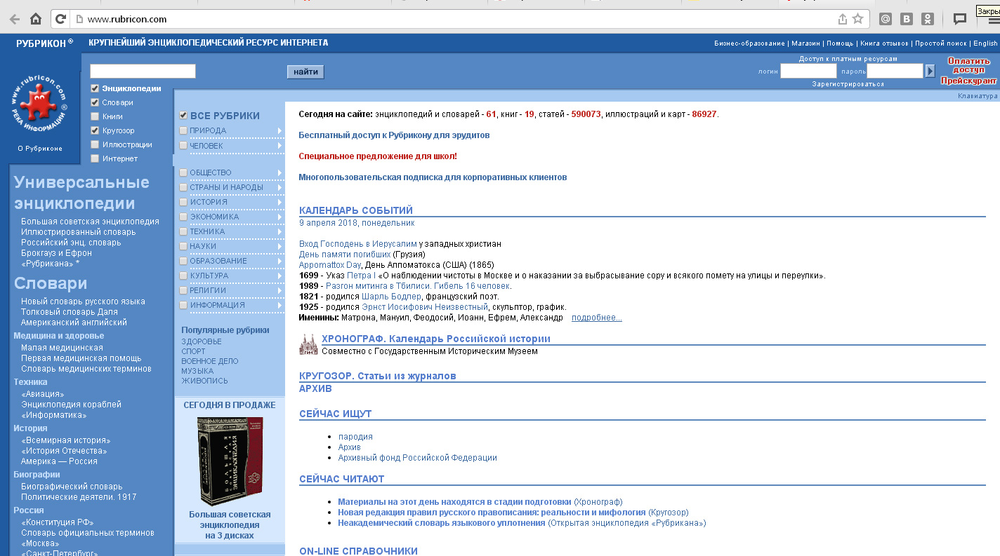 Закры
www.rubricon.com
РУБРИКОН ®
КРУПНЕЙШИЙ ЭНЦИКЛОПЕДИЧЕСКИЙ РЕСУРС ИНТЕРНЕТА
Бизнес-образование | Магазин | Помощь | Книга отзывов | Простой поиск | English
найти
Доступ к платным ресурсам
логин
пароль
Зарегистрироваться
Оплатить
доступ
Прейскурант
Клавиатура
www.rubricon.com
РЕКА ИНФОРМАЦИИ ®
О Рубриконе
Энциклопедии
Словари
Книги
Кругозор
Иллюстрации
Интернет
Универсальные
энциклопедии
Большая советская энциклопедия
Иллюстрированный словарь
Российский энц. словарь
Брокгауз и Ефрон
«Рубрикана» *
Словари
Новый словарь русского языка
Толковый словарь Даля
Американский английский
Медицина и здоровье
Малая медицинская
Первая медицинская помощь
Словарь медицинских терминов
Техника
«Авиация»
Энциклопедия кораблей
«Информатика»
История
«Всемирная история»
«История Отечества»
Америка — Россия
Биографии
Биографический словарь
Политические деятели. 1917
Россия
«Конституция РФ»
Словарь официальных терминов
«Москва»
«Санкт-Петербург»
ВСЕ РУБРИКИ
ПРИРОДА
ЧЕЛОВЕК
ОБЩЕСТВО
СТРАНЫ И НАРОДЫ
ИСТОРИЯ
ЭКОНОМИКА
ТЕХНИКА
НАУКИ
ОБРАЗОВАНИЕ
КУЛЬТУРА
РЕЛИГИИ
ИНФОРМАЦИЯ
Популярные рубрики
ЗДОРОВЬЕ
СПОРТ
ВОЕННОЕ ДЕЛО
МУЗЫКА
ЖИВОПИСЬ
СЕГОДНЯ В ПРОДАЖЕ
БОЛЬШАЯ
СОВЕТСКАЯ
ЭНЦИКЛОПЕДИЯ
Большая советская
энциклопедия
на 3 дисках
Сегодня на сайте: энциклопедий и словарей - 61, книг - 19, статей - 590073, иллюстраций и карт - 86927.
Бесплатный доступ к Рубрикону для эрудитов
Специальное предложение для школ!
Многопользовательская подписка для корпоративных клиентов
КАЛЕНДАРЬ СОБЫТИЙ
9 апреля 2018, понедельник
Вход Господень в Иерусалим у западных христиан
День памяти погибших (Грузия)
Appomattox Day, День Аппоматокса (США) (1865)
1699 - Указ Петра I «О наблюдении чистоты в Москве и о наказании за выбрасывание сору и всякого помету на улицы и переулки».
1989 - Разгон митинга в Тбилиси. Гибель 16 человек.
1821 - родился Шарль Бодлер, французский поэт.
1925 - родился Эрнст Иосифович Неизвестный, скульптор, график.
Именины: Матрона, Мануил, Феодосий, Иоанн, Ефрем, Александр подробнее...
ГИМ
ХРОНОГРАФ. Календарь Российской истории
Совместно с Государственным Историческим Музеем
КРУГОЗОР. Статьи из журналов
АРХИВ
СЕЙЧАС ИЩУТ
пародия
Архив
Архивный фонд Российской Федерации
СЕЙЧАС ЧИТАЮТ
Материалы на этот день находятся в стадии подготовки (Хронограф)
Новая редакция правил русского правописания: реальности и мифология (Кругозор)
Неакадемический словарь языкового уплотнения (Открытая энциклопедия «Рубрикана»)
ON-LINE СПРАВОЧНИКИ